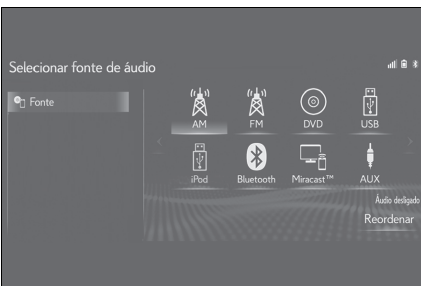 Selecionar fonte de áudio
Fonte
AM
FM
DVD
USB
iPod
Bluetooth
Miracast™
AUX
Áudio desligado
Reordenar